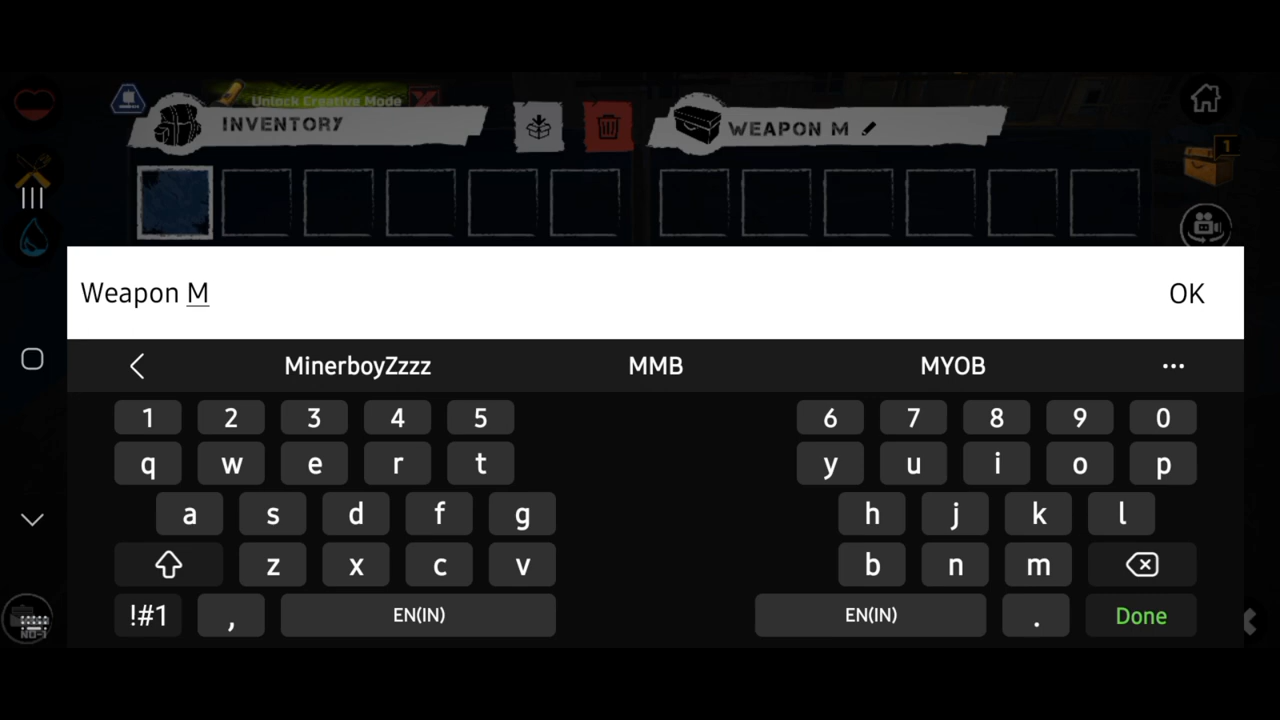 Unlock Creative Mode
INVENTORY
WEAPON M
1
Weapon M
OK
MinerboyZzzz MMB MYOB ...
1 2 3 4 5 6 7 8 9 0
q w e r t y u i o p
a s d f g h j k l
z x c v b n m
!#1 , EN(IN) EN(IN) . Done